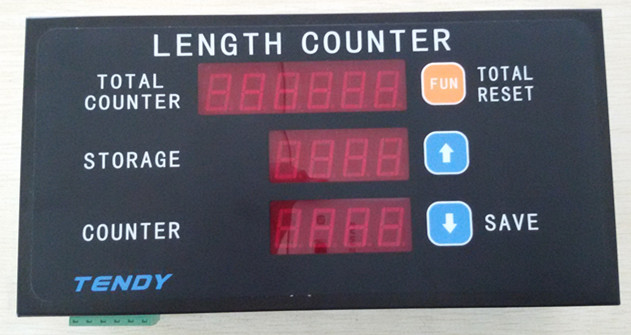 LENGTH COUNTER
TOTAL
COUNTER
FUN
TOTAL
RESET
STORAGE
COUNTER
SAVE
TENDY